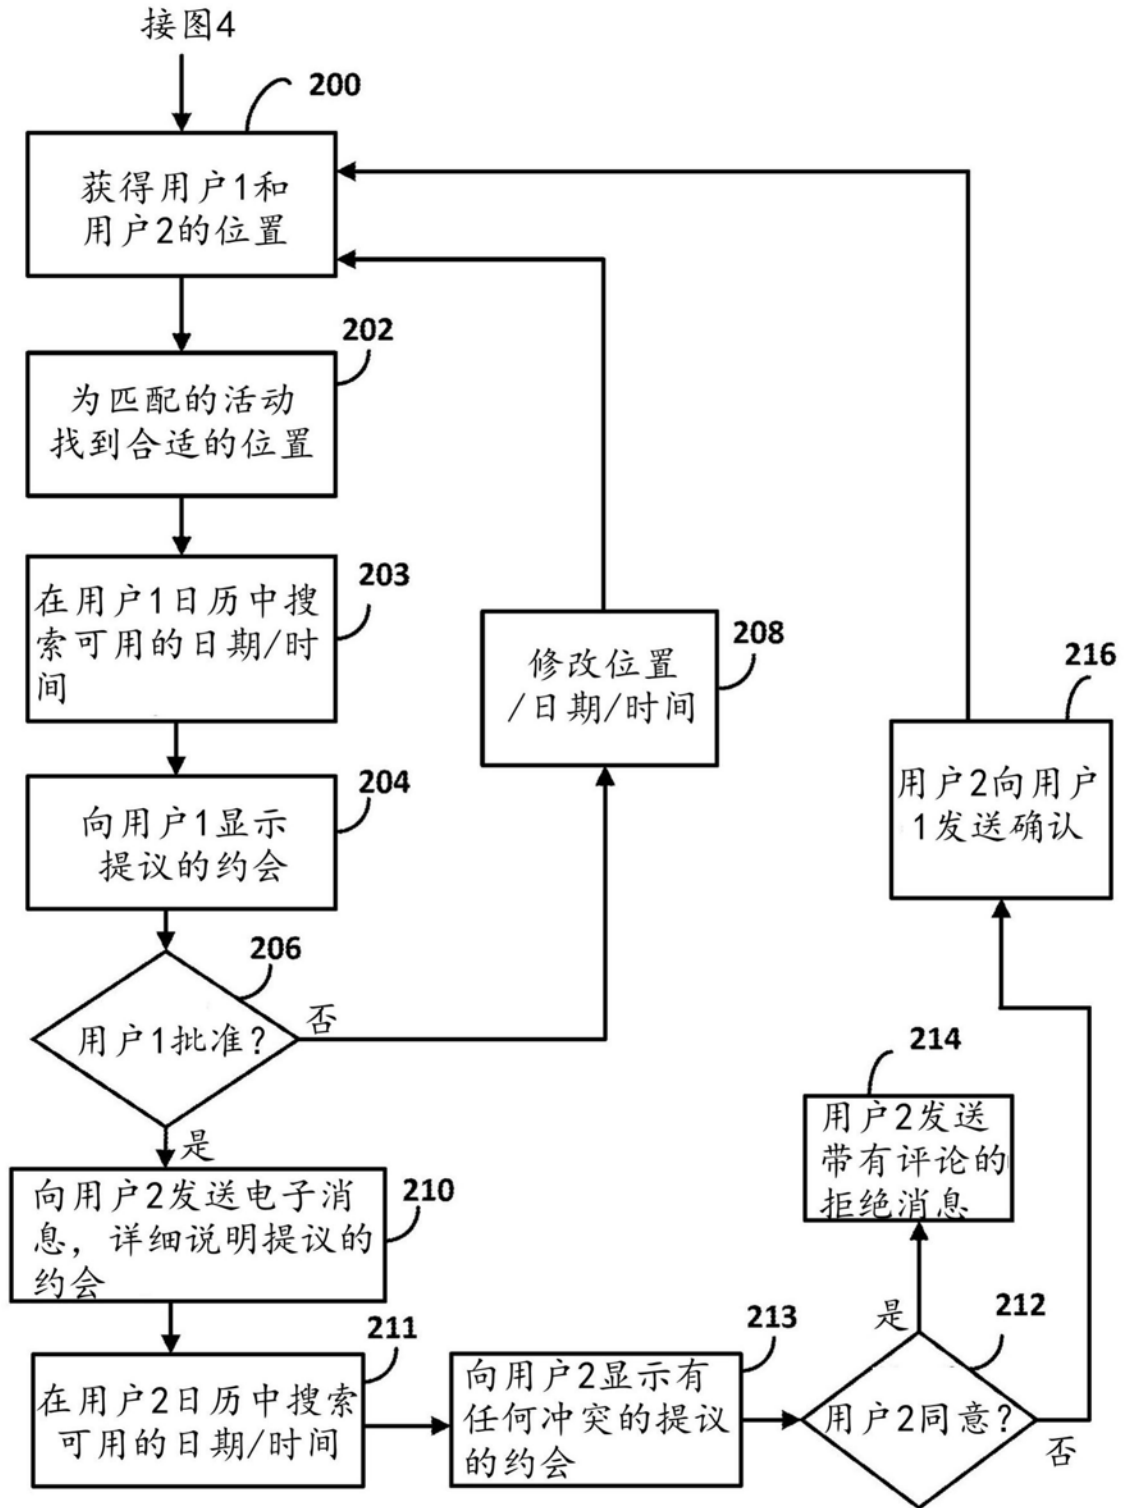 接图4
200
获得用户1和
用户2的位置
202
为匹配的活动
找到合适的位置
203
在用户1日历中搜
索可用的日期/时
间
208
修改位置
/日期/时间
216
用户2向用户
1发送确认
204
向用户1显示
提议的约会
206
用户1批准?
否
是
214
用户2发送
带有评论的
拒绝消息
210
向用户2发送电子消
息，详细说明提议的
约会
211
在用户2日历中搜索
可用的日期/时间
213
向用户2显示有
任何冲突的提议
的约会
是
212
用户2同意?
否